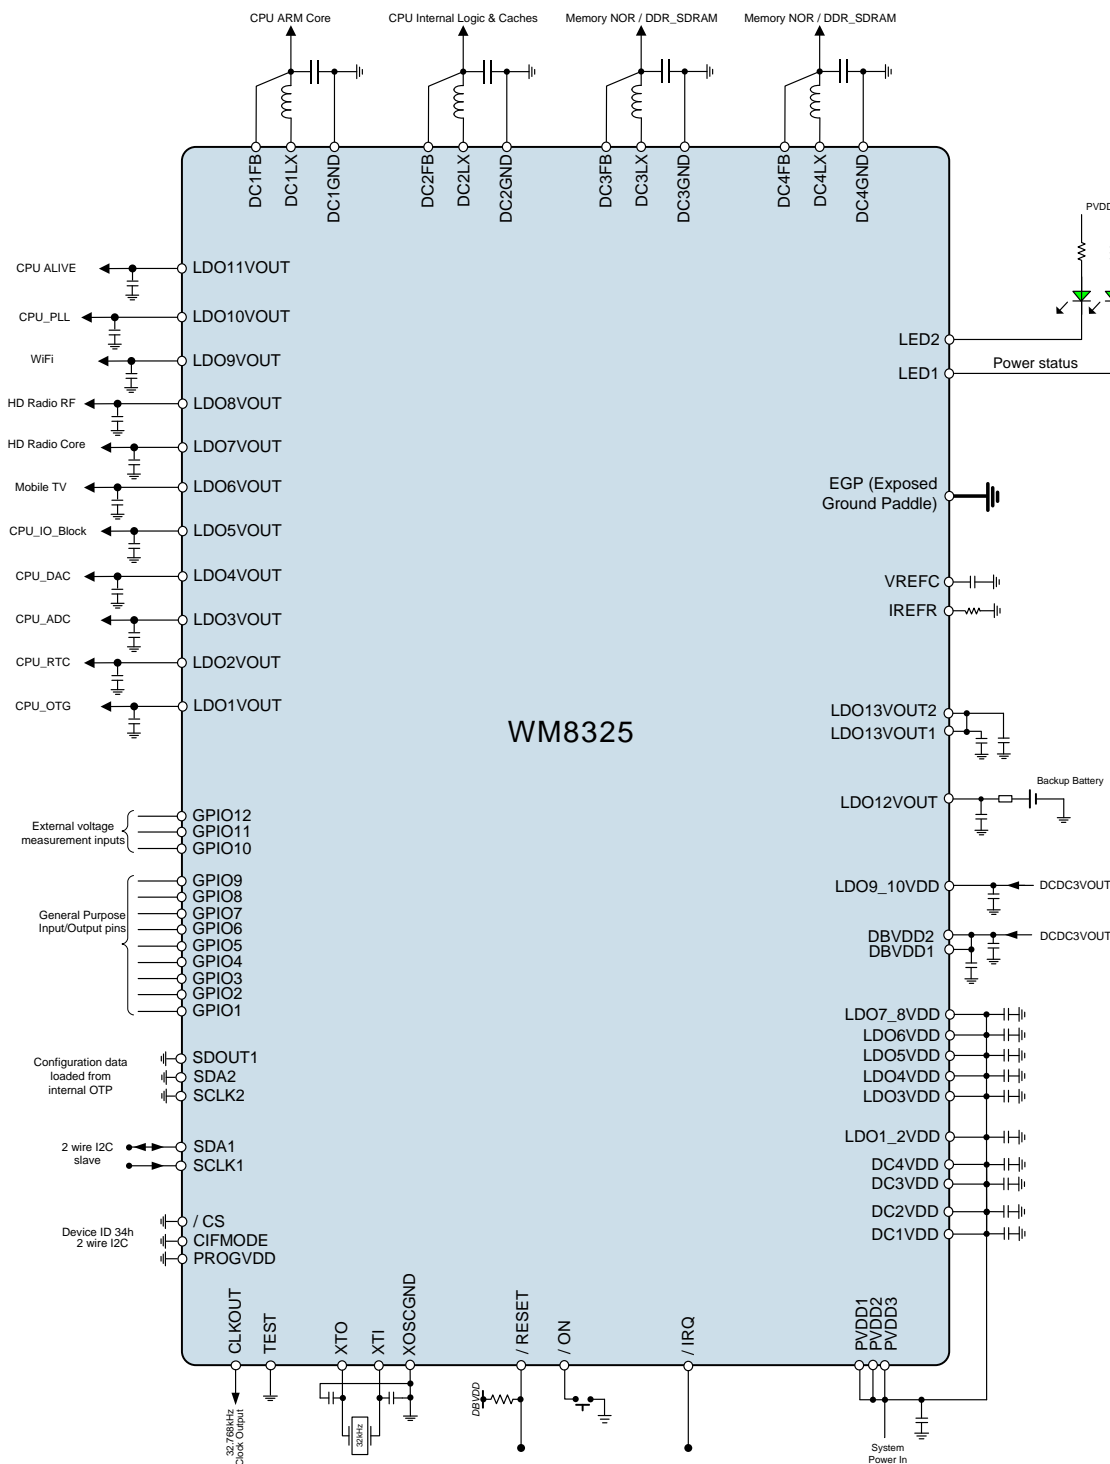 CPU ARM Core
CPU Internal Logic & Caches
Memory NOR / DDR_SDRAM
Memory NOR / DDR_SDRAM
DC1FB
DC1LX
DC1GND
DC2FB
DC2LX
DC2GND
DC3FB
DC3LX
DC3GND
DC4FB
DC4LX
DC4GND
PVDD
CPU ALIVE
LDO11VOUT
CPU_PLL
LDO10VOUT
WiFi
LDO9VOUT
HD Radio RF
LDO8VOUT
HD Radio Core
LDO7VOUT
Mobile TV
LDO6VOUT
CPU_IO_Block
LDO5VOUT
CPU_DAC
LDO4VOUT
CPU_ADC
LDO3VOUT
CPU_RTC
LDO2VOUT
CPU_OTG
LDO1VOUT
LED2
LED1
Power status
EGP (Exposed
Ground Paddle)
VREFC
IREFR
WM8325
LDO13VOUT2
LDO13VOUT1
LDO12VOUT
Backup Battery
LDO9_10VDD
DCDC3VOUT
DBVDD2
DBVDD1
DCDC3VOUT
LDO7_8VDD
LDO6VDD
LDO5VDD
LDO4VDD
LDO3VDD
LDO1_2VDD
DC4VDD
DC3VDD
DC2VDD
DC1VDD
External voltage
measurement inputs
GPIO12
GPIO11
GPIO10
General Purpose
Input/Output pins
GPIO9
GPIO8
GPIO7
GPIO6
GPIO5
GPIO4
GPIO3
GPIO2
GPIO1
Configuration data
loaded from
internal OTP
SDOUT1
SDA2
SCLK2
2 wire I2C
slave
SDA1
SCLK1
Device ID 34h
2 wire I2C
/ CS
CIFMODE
PROGVDD
CLKOUT
TEST
XTO
XTI
XOSCGND
/ RESET
/ ON
/ IRQ
PVDD1
PVDD2
PVDD3
32.768kHz
Clock Output
32kHz
DBVDD
System
Power In